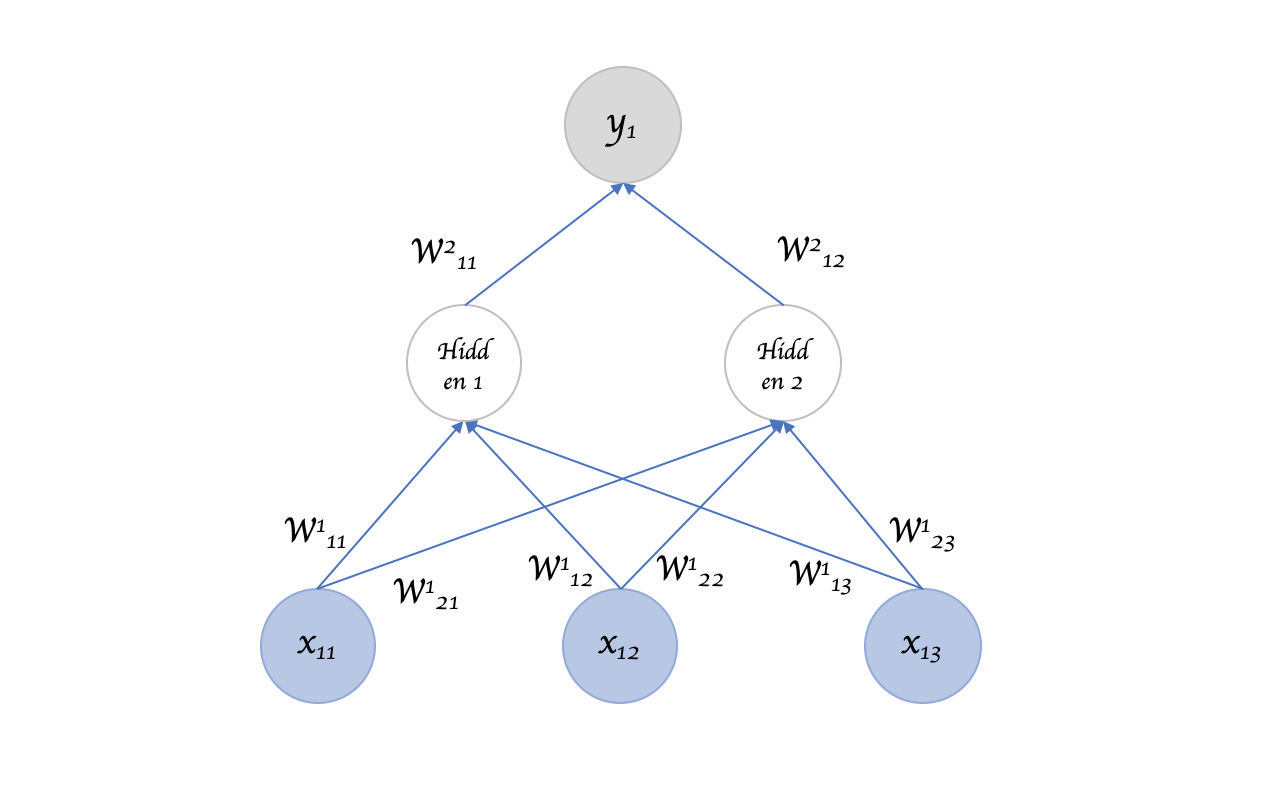 y₁
W²₁₁
W²₁₂
Hidd
en 1
Hidd
en 2
W¹₁₁
W¹₂₃
W¹₂₁
W¹₁₂
W¹₂₂
W¹₁₃
x₁₁
x₁₂
x₁₃